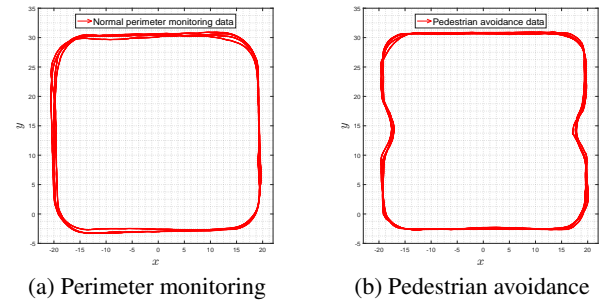 Normal perimeter monitoring data
35
30
25
20
15
10
5
0
-5
y
-20 -15 -10 -5 0 5 10 15 20
x
(a) Perimeter monitoring
Pedestrian avoidance data
35
30
25
20
15
10
5
0
-5
y
-20 -15 -10 -5 0 5 10 15 20
x
(b) Pedestrian avoidance